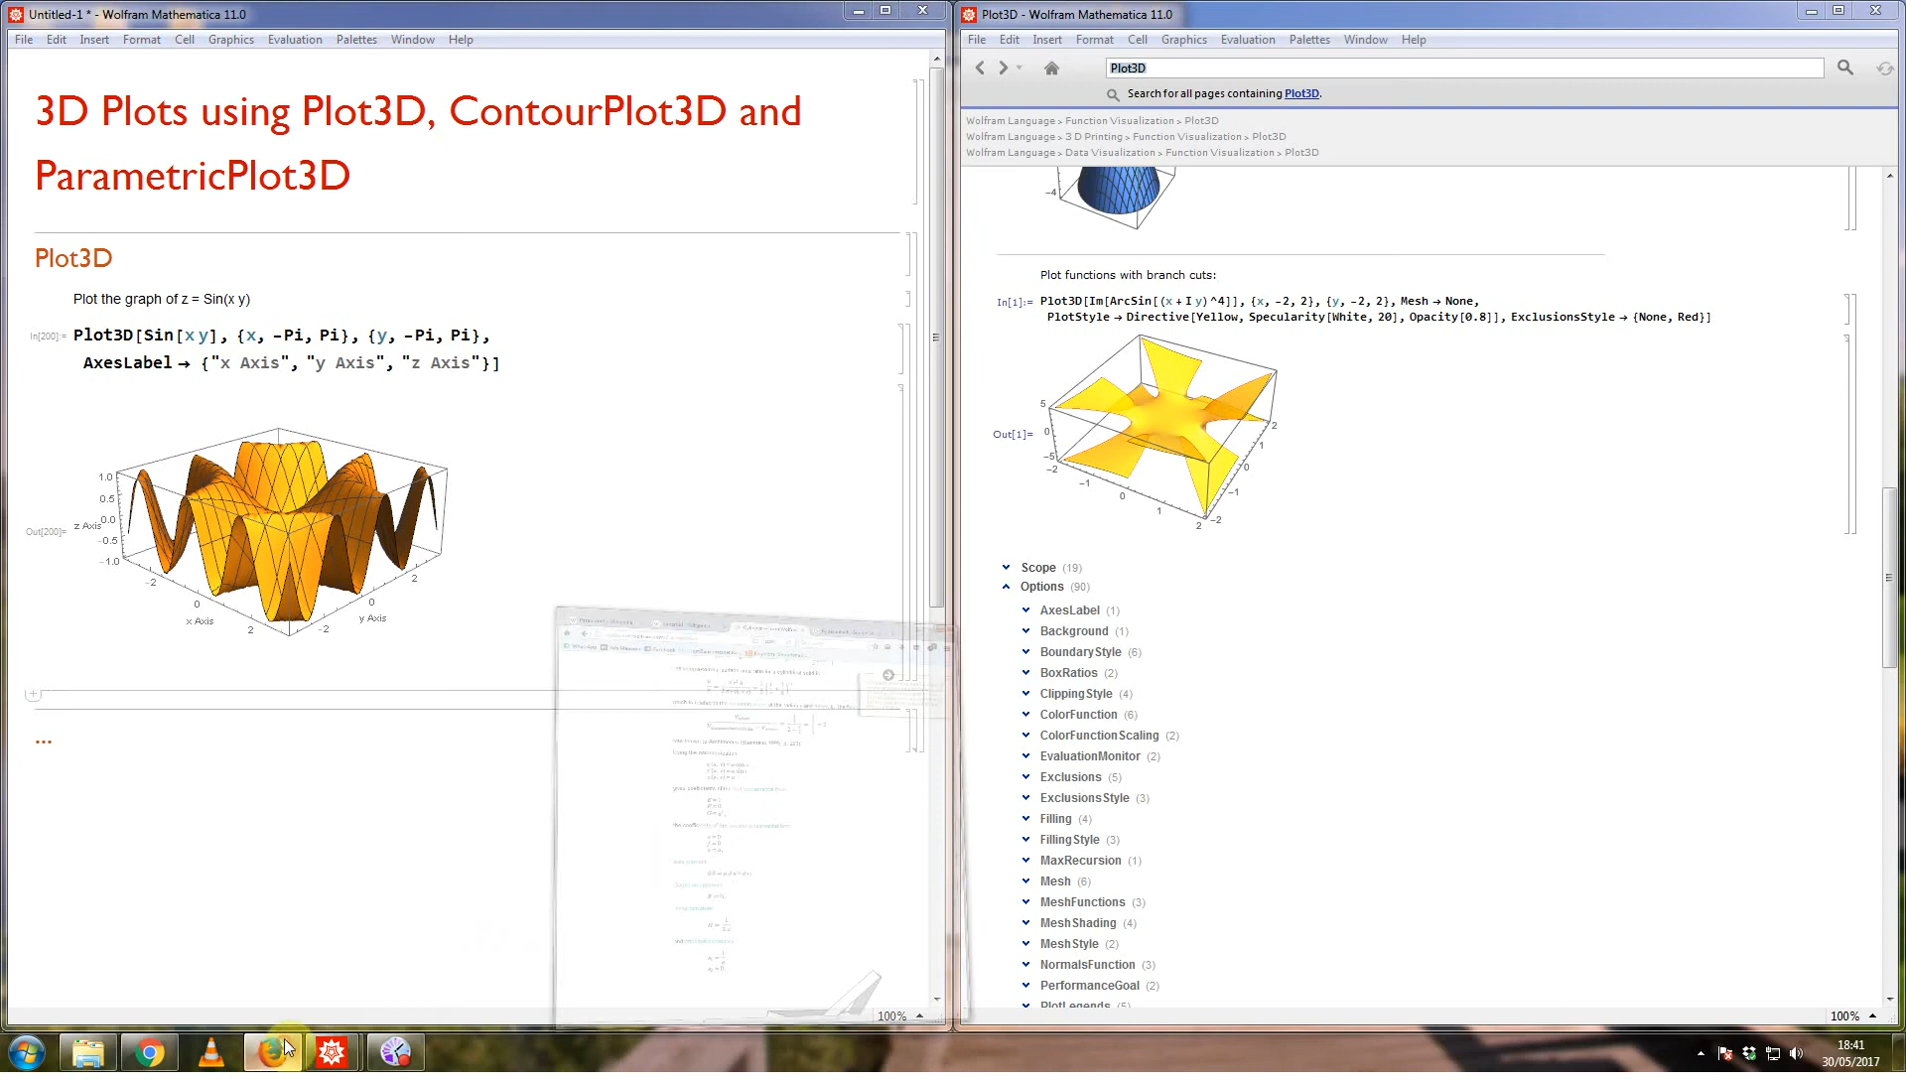 Untitled-1 * - Wolfram Mathematica 11.0
File Edit Insert Format Cell Graphics Evaluation Palettes Window Help
3D Plots using Plot3D, ContourPlot3D and
ParametricPlot3D
Plot3D
Plot the graph of z = Sin(x y)
In[200]:= Plot3D[Sin[x y], {x, -Pi, Pi}, {y, -Pi, Pi},
AxesLabel → {"x Axis", "y Axis", "z Axis"}]
Out[200]=
1.0
0.5
z Axis 0.0
-0.5
-1.0
-2
0
x Axis
2
-2
0
y Axis
2
...
100%
Plot3D - Wolfram Mathematica 11.0
File Edit Insert Format Cell Graphics Evaluation Palettes Window Help
Plot3D
Search for all pages containing Plot3D.
Wolfram Language > Function Visualization > Plot3D
Wolfram Language > 3 D Printing > Function Visualization > Plot3D
Wolfram Language > Data Visualization > Function Visualization > Plot3D
-4
Plot functions with branch cuts:
In[1]:= Plot3D[Im[ArcSin[(x + I y)^4]], {x, -2, 2}, {y, -2, 2}, Mesh → None,
PlotStyle → Directive[Yellow, Specularity[White, 20], Opacity[0.8]], ExclusionsStyle → {None, Red}]
Out[1]=
5
0
-5
-2
-1
0
1
2
-2
-1
0
1
2
Scope (19)
Options (90)
AxesLabel (1)
Background (1)
BoundaryStyle (6)
BoxRatios (2)
ClippingStyle (4)
ColorFunction (6)
ColorFunctionScaling (2)
EvaluationMonitor (2)
Exclusions (5)
ExclusionsStyle (3)
Filling (4)
FillingStyle (3)
MaxRecursion (1)
Mesh (6)
MeshFunctions (3)
MeshShading (4)
MeshStyle (2)
NormalsFunction (3)
PerformanceGoal (2)
PlotLegends (5)
100%
18:41
30/05/2017